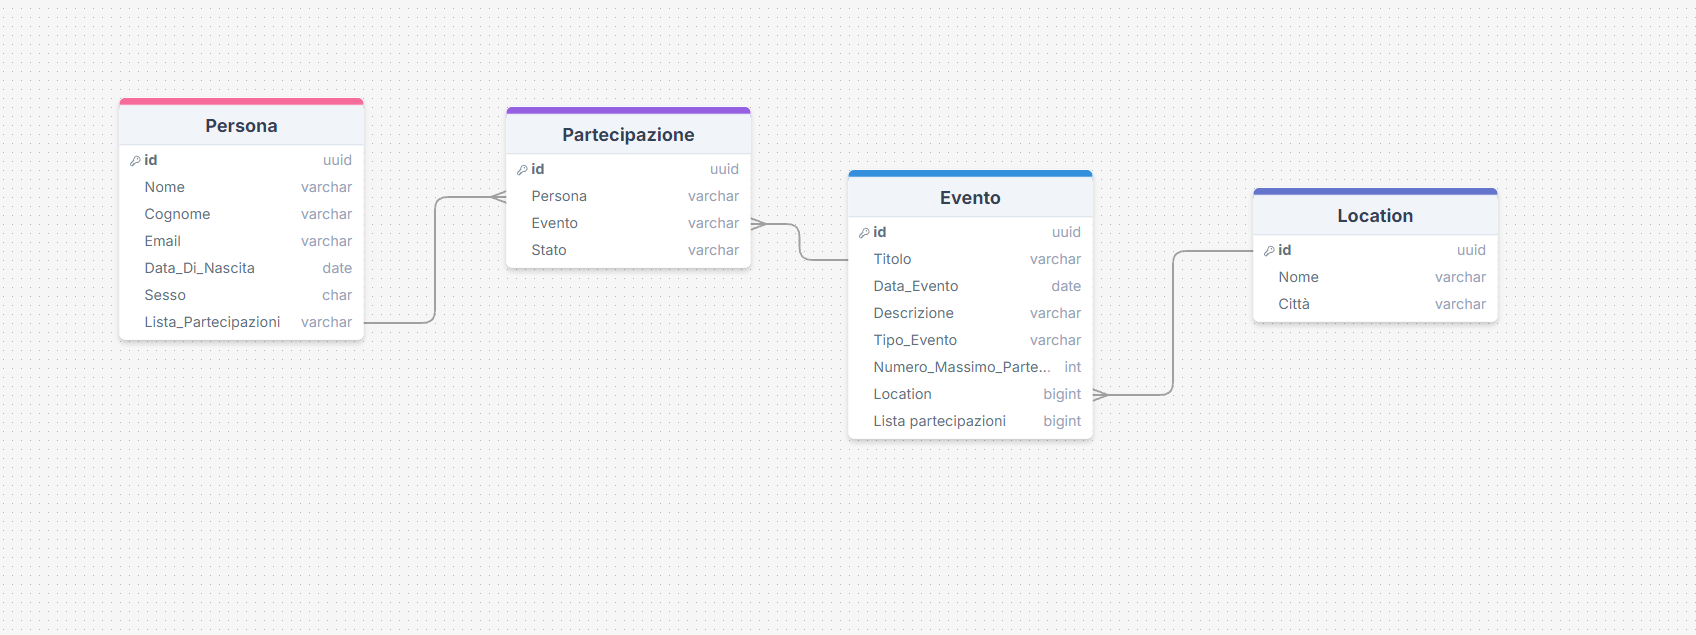 Persona
id uuid
Nome varchar
Cognome varchar
Email varchar
Data_Di_Nascita date
Sesso char
Lista_Partecipazioni varchar
Partecipazione
id uuid
Persona varchar
Evento varchar
Stato varchar
Evento
id uuid
Titolo varchar
Data_Evento date
Descrizione varchar
Tipo_Evento varchar
Numero_Massimo_Parte... int
Location bigint
Lista partecipazioni bigint
Location
id uuid
Nome varchar
Città varchar